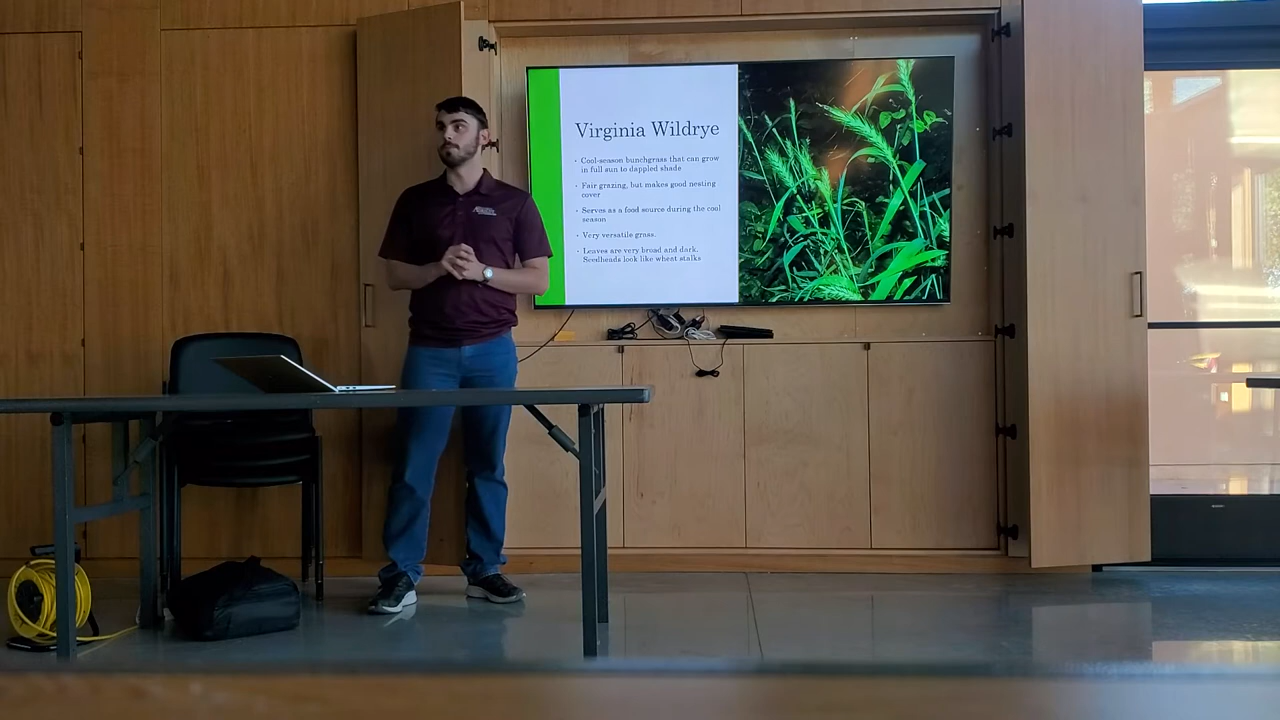 Virginia Wildrye
• Cool-season bunchgrass that can grow
in full sun to dappled shade
• Fair grazing, but makes good nesting
cover
• Serves as a food source during the cool
season
• Very versatile grass.
• Leaves are very broad and dark.
Seedheads look like wheat stalks